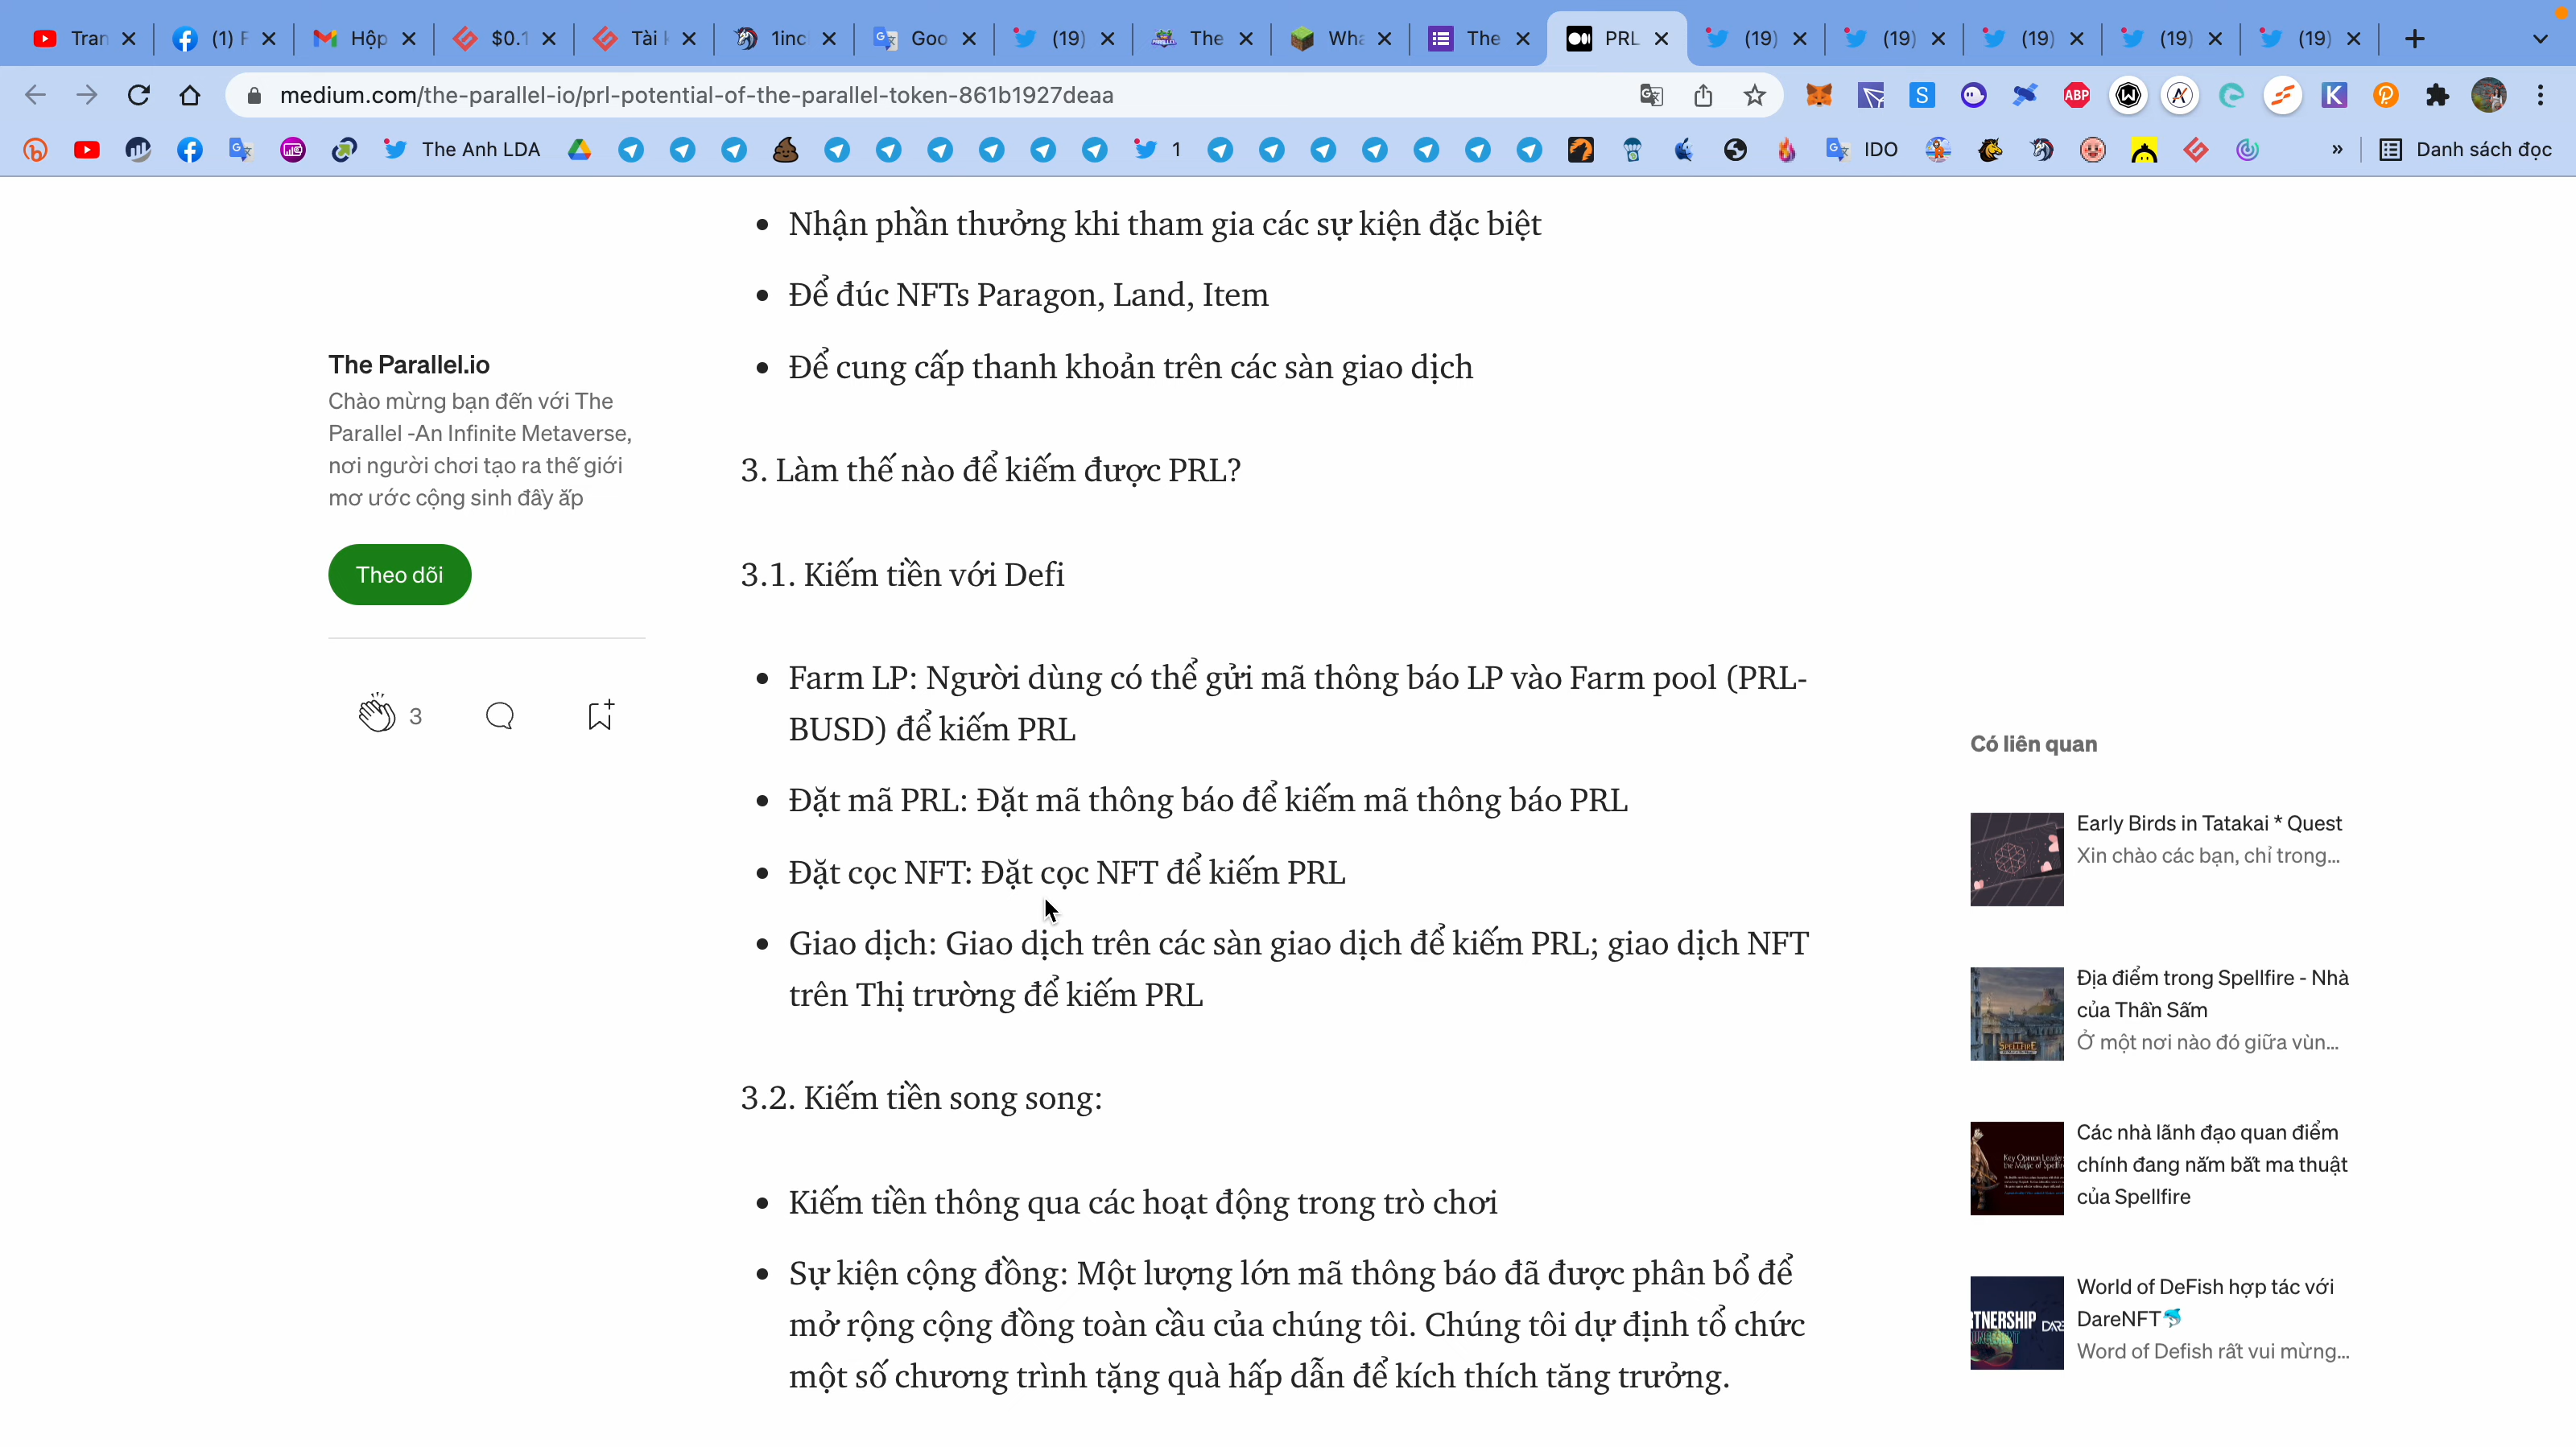 Tran
(1) F
Hộp
$0.1
Tài k
1inc
Goo
(19)
The
Wha
The
PRL
(19)
(19)
(19)
(19)
(19)
medium.com/the-parallel-io/prl-potential-of-the-parallel-token-861b1927deaa
The Anh LDA
1
IDO
»
Danh sách đọc
Nhận phần thưởng khi tham gia các sự kiện đặc biệt
Để đúc NFTs Paragon, Land, Item
Để cung cấp thanh khoản trên các sàn giao dịch
The Parallel.io
Chào mừng bạn đến với The
Parallel -An Infinite Metaverse,
nơi người chơi tạo ra thế giới
mơ ước cộng sinh đầy ắp
Theo dõi
3
3. Làm thế nào để kiếm được PRL?
3.1. Kiếm tiền với Defi
Farm LP: Người dùng có thể gửi mã thông báo LP vào Farm pool (PRL-
BUSD) để kiếm PRL
Đặt mã PRL: Đặt mã thông báo để kiếm mã thông báo PRL
Đặt cọc NFT: Đặt cọc NFT để kiếm PRL
Giao dịch: Giao dịch trên các sàn giao dịch để kiếm PRL; giao dịch NFT
trên Thị trường để kiếm PRL
3.2. Kiếm tiền song song:
Kiếm tiền thông qua các hoạt động trong trò chơi
Sự kiện cộng đồng: Một lượng lớn mã thông báo đã được phân bổ để
mở rộng cộng đồng toàn cầu của chúng tôi. Chúng tôi dự định tổ chức
một số chương trình tặng quà hấp dẫn để kích thích tăng trưởng.
Có liên quan
Early Birds in Tatakai * Quest
Xin chào các bạn, chỉ trong...
Địa điểm trong Spellfire - Nhà
của Thần Sấm
Ở một nơi nào đó giữa vùn...
SPELLFIRE
Các nhà lãnh đạo quan điểm
chính đang nắm bắt ma thuật
của Spellfire
Key Opinion Leaders
the Magic of Spellfire
World of DeFish hợp tác với
DareNFT
Word of Defish rất vui mừng...
RTNERSHIP
DARE
ABP